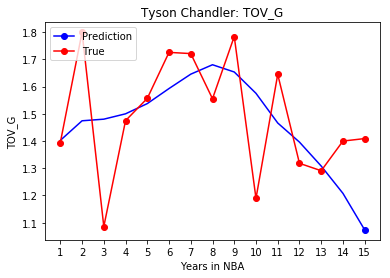 Tyson Chandler: TOV_G
Prediction
True
TOV_G
1.8
1.7
1.6
1.5
1.4
1.3
1.2
1.1
1 2 3 4 5 6 7 8 9 10 11 12 13 14 15
Years in NBA